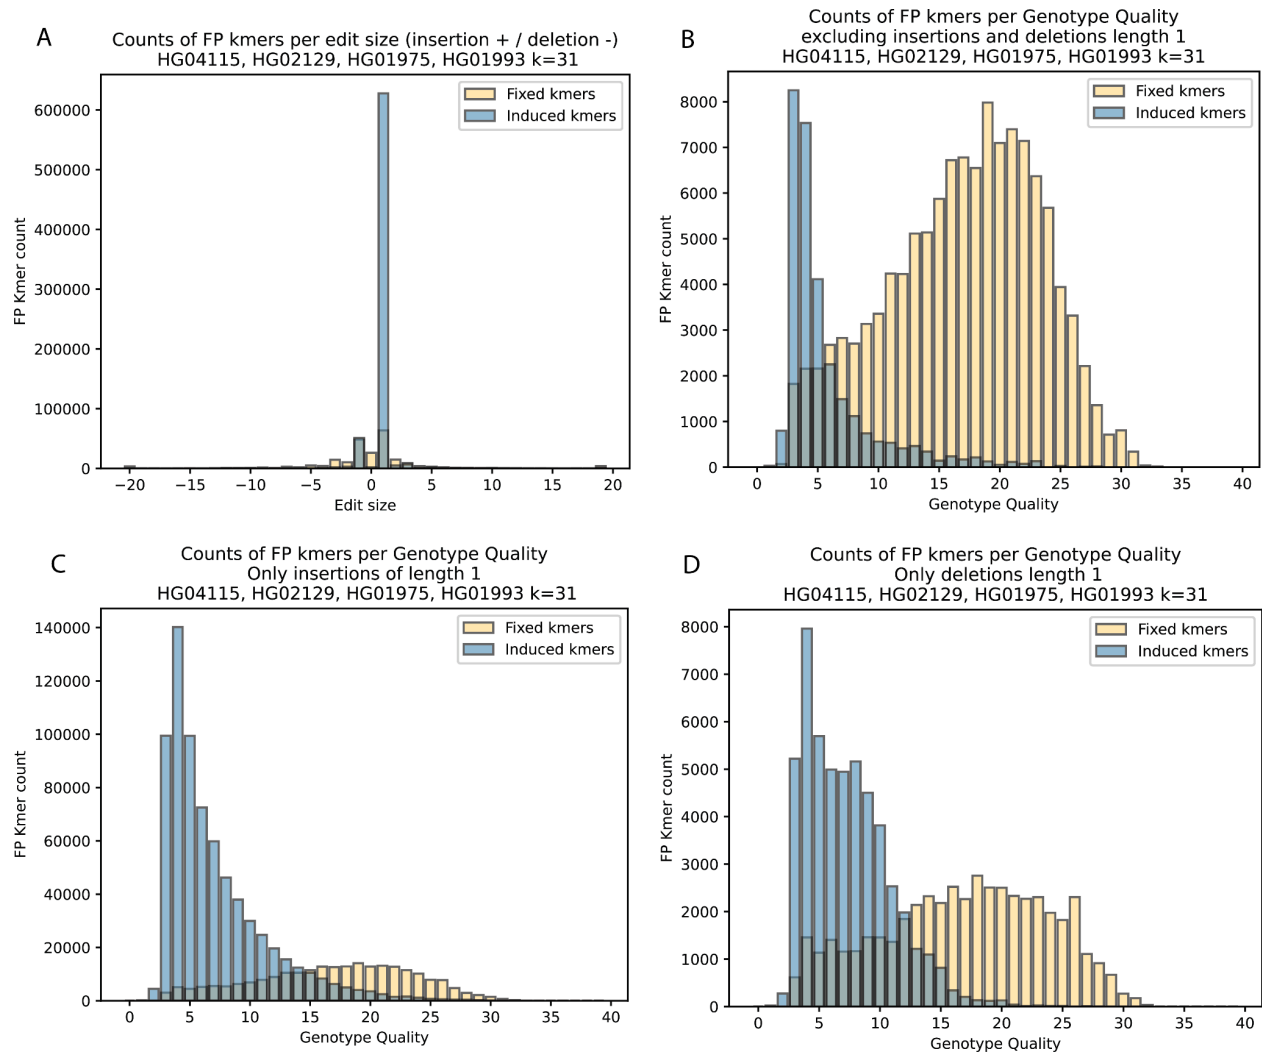 A
Counts of FP kmers per edit size (insertion + / deletion -)
HG04115, HG02129, HG01975, HG01993 k=31
Fixed kmers
Induced kmers
FP Kmer count
600000
500000
400000
300000
200000
100000
0
−20
−15
−10
−5
0
5
10
15
20
Edit size
B
Counts of FP kmers per Genotype Quality
excluding insertions and deletions length 1
HG04115, HG02129, HG01975, HG01993 k=31
Fixed kmers
Induced kmers
FP Kmer count
8000
7000
6000
5000
4000
3000
2000
1000
0
0
5
10
15
20
25
30
35
40
Genotype Quality
C
Counts of FP kmers per Genotype Quality
Only insertions of length 1
HG04115, HG02129, HG01975, HG01993 k=31
Fixed kmers
Induced kmers
FP Kmer count
140000
120000
100000
80000
60000
40000
20000
0
0
5
10
15
20
25
30
35
40
Genotype Quality
D
Counts of FP kmers per Genotype Quality
Only deletions length 1
HG04115, HG02129, HG01975, HG01993 k=31
Fixed kmers
Induced kmers
FP Kmer count
8000
7000
6000
5000
4000
3000
2000
1000
0
0
5
10
15
20
25
30
35
40
Genotype Quality